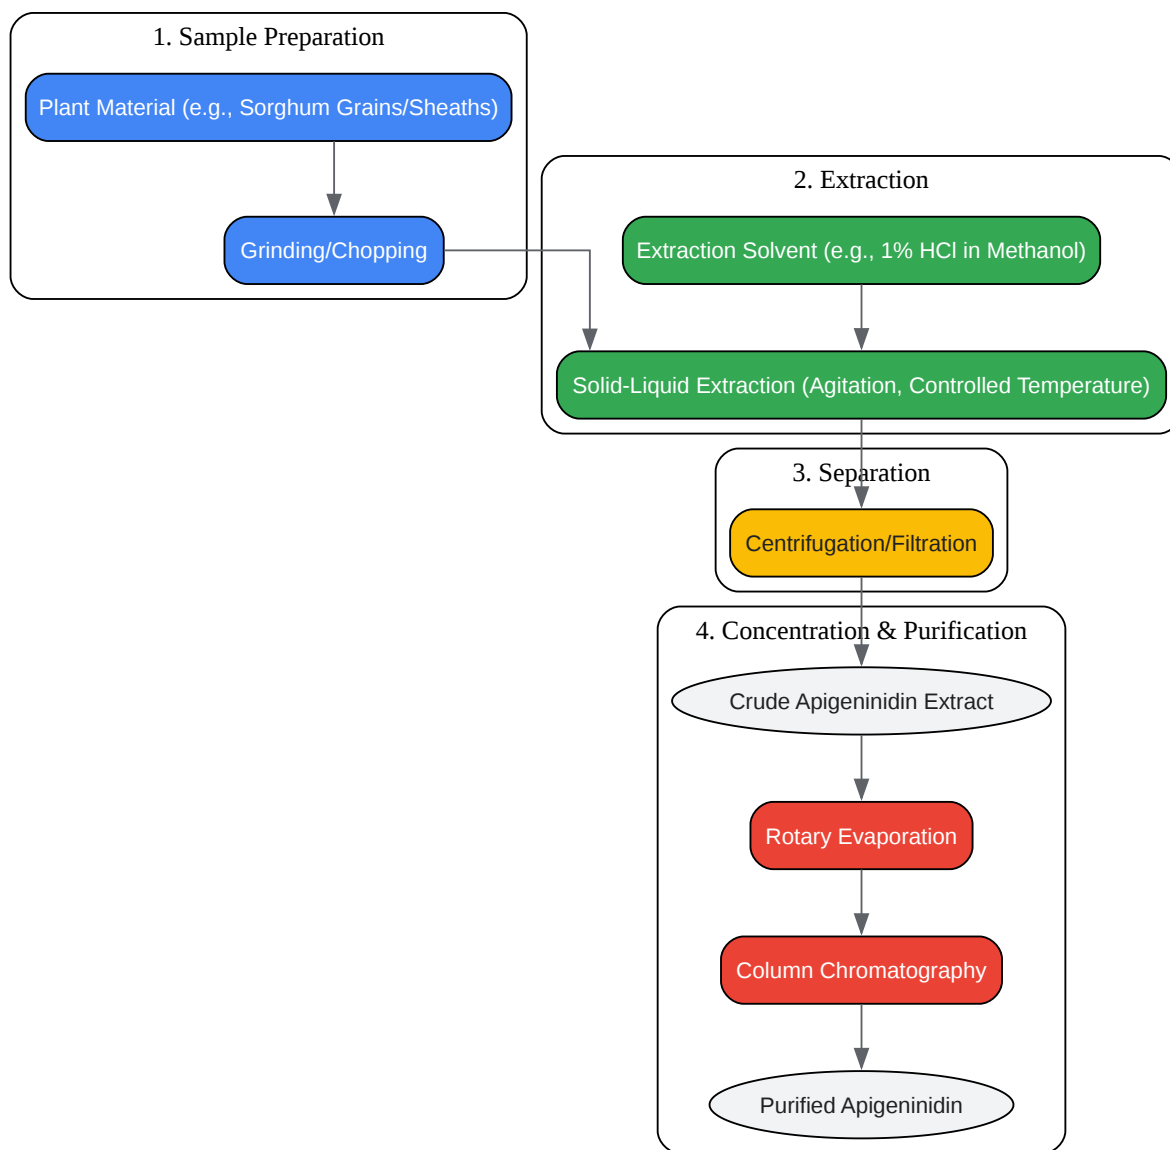 1. Sample Preparation
Plant Material (e.g., Sorghum Grains/Sheaths)
Grinding/Chopping
2. Extraction
Extraction Solvent (e.g., 1% HCl in Methanol)
Solid-Liquid Extraction (Agitation, Controlled Temperature)
3. Separation
Centrifugation/Filtration
4. Concentration & Purification
Crude Apigeninidin Extract
Rotary Evaporation
Column Chromatography
Purified Apigeninidin